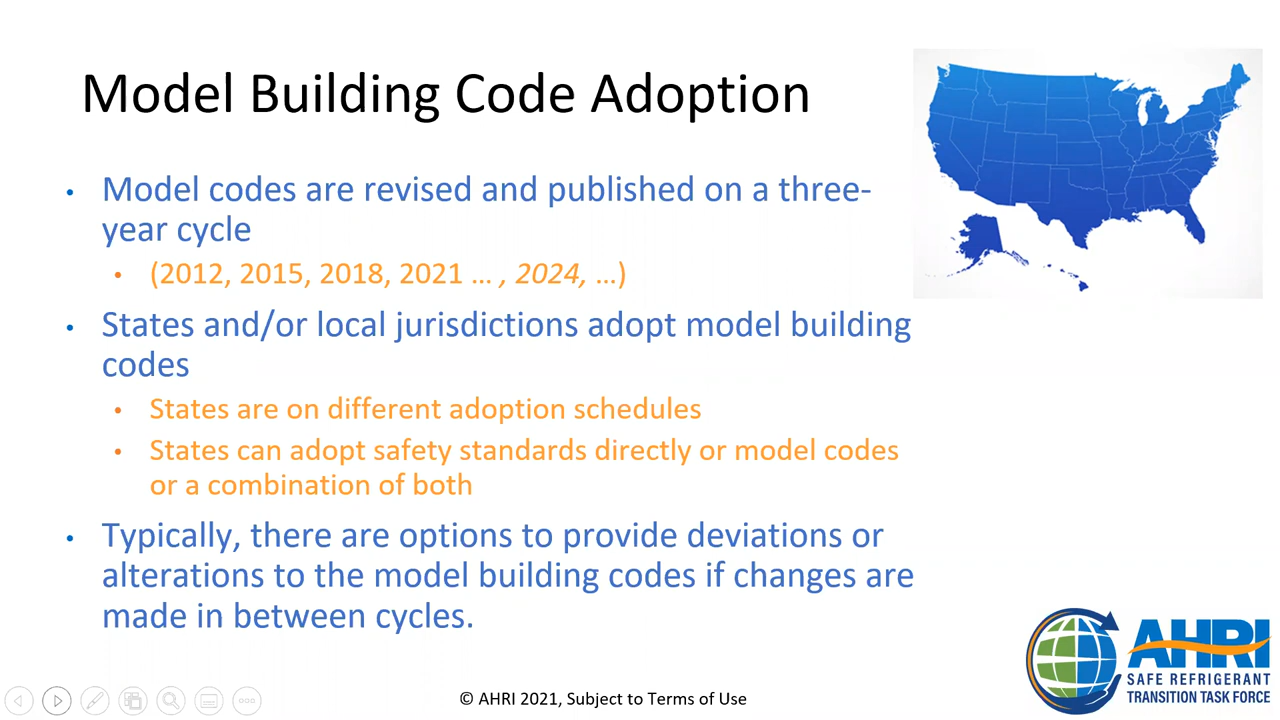 Model Building Code Adoption
• Model codes are revised and published on a three-
year cycle
• (2012, 2015, 2018, 2021 … , 2024, …)
• States and/or local jurisdictions adopt model building
codes
• States are on different adoption schedules
• States can adopt safety standards directly or model codes
or a combination of both
• Typically, there are options to provide deviations or
alterations to the model building codes if changes are
made in between cycles.
AHRI
SAFE REFRIGERANT
TRANSITION TASK FORCE
© AHRI 2021, Subject to Terms of Use